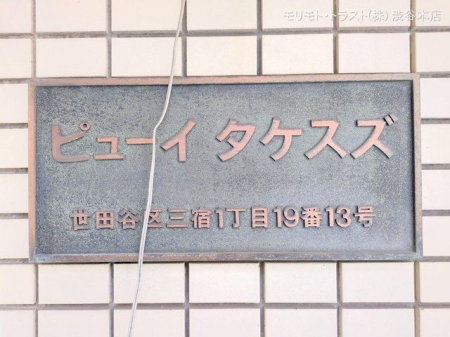 モリモト・トラスト(株) 渋谷本店
ピューイ タケスズ
世田谷区三宿1丁目19番13号